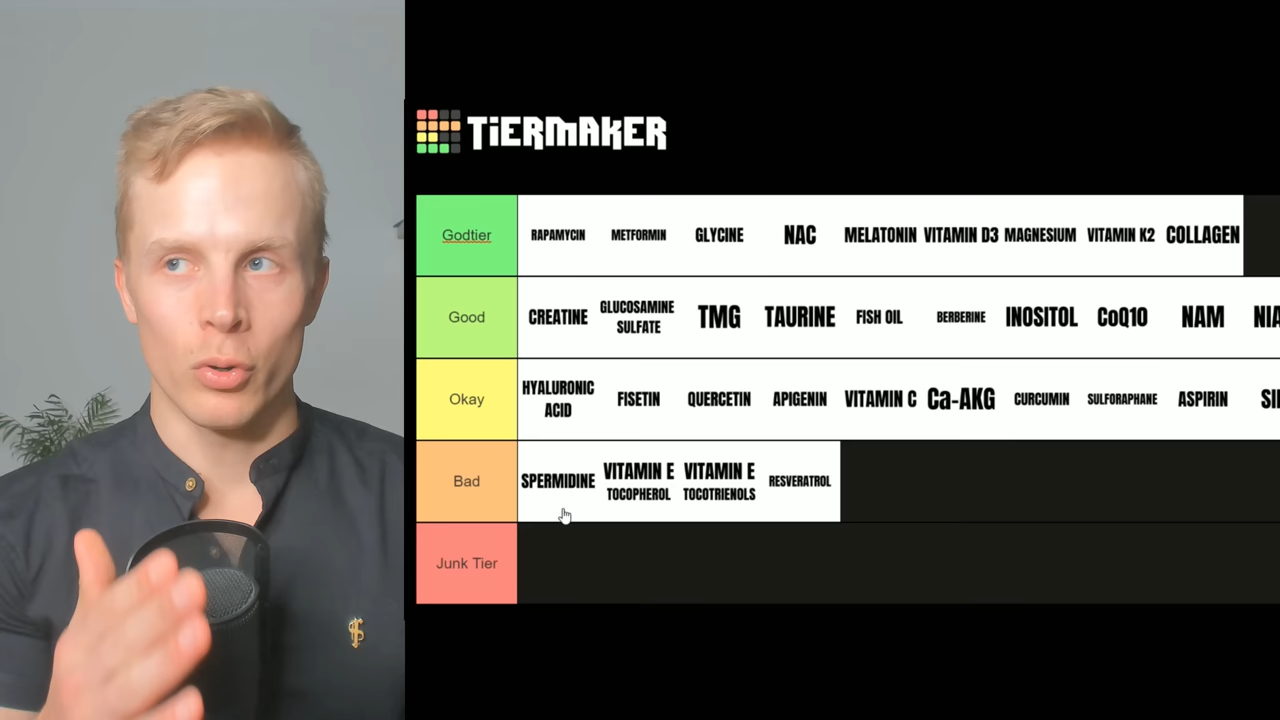 TiERMAKER
Godtier
RAPAMYCIN
METFORMIN
GLYCINE
NAC
MELATONIN
VITAMIN D3
MAGNESIUM
VITAMIN K2
COLLAGEN
Good
CREATINE
GLUCOSAMINE
SULFATE
TMG
TAURINE
FISH OIL
BERBERINE
INOSITOL
CoQ10
NAM
NIA
Okay
HYALURONIC
ACID
FISETIN
QUERCETIN
APIGENIN
VITAMIN C
Ca-AKG
CURCUMIN
SULFORAPHANE
ASPIRIN
Bad
SPERMIDINE
VITAMIN E
TOCOPHEROL
VITAMIN E
TOCOTRIENOLS
RESVERATROL
Junk Tier